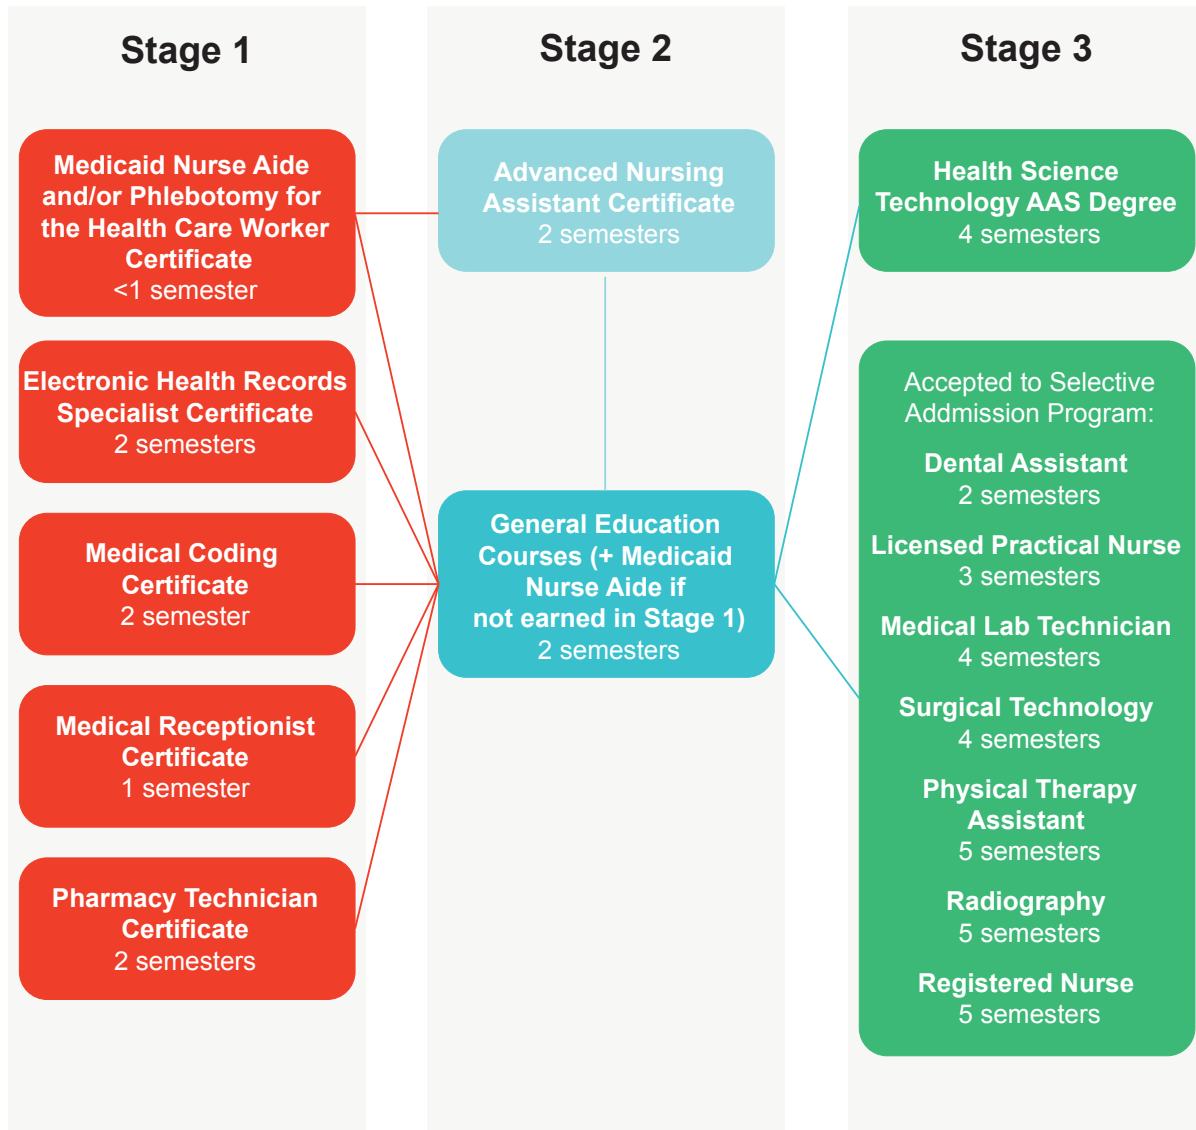 Stage 1
Medicaid Nurse Aide
and/or Phlebotomy for
the Health Care Worker
Certificate
<1 semester
Electronic Health Records
Specialist Certificate
2 semesters
Medical Coding
Certificate
2 semester
Medical Receptionist
Certificate
1 semester
Pharmacy Technician
Certificate
2 semesters
Stage 2
Advanced Nursing
Assistant Certificate
2 semesters
General Education
Courses (+ Medicaid
Nurse Aide if
not earned in Stage 1)
2 semesters
Stage 3
Health Science
Technology AAS Degree
4 semesters
Accepted to Selective
Addmission Program:
Dental Assistant
2 semesters
Licensed Practical Nurse
3 semesters
Medical Lab Technician
4 semesters
Surgical Technology
4 semesters
Physical Therapy
Assistant
5 semesters
Radiography
5 semesters
Registered Nurse
5 semesters